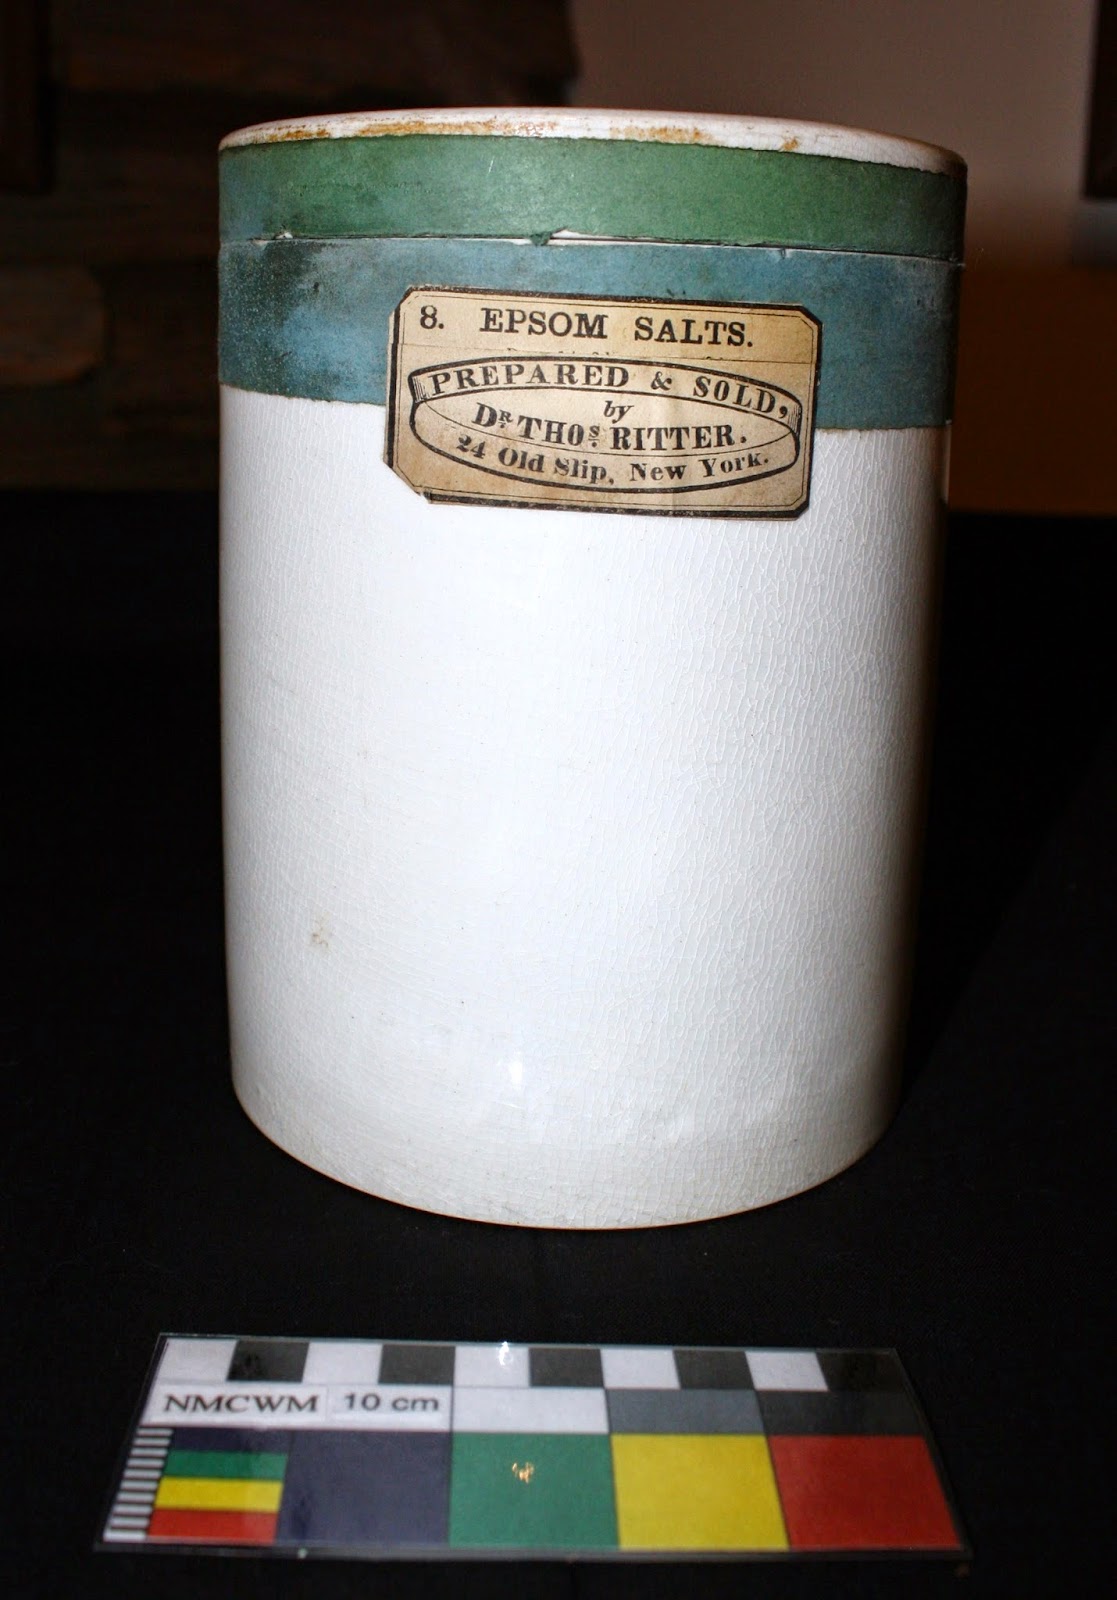 8. EPSOM SALTS.
PREPARED & SOLD,
by
Dr. THOs. RITTER.
24 Old Slip, New York.
NMCWM 10 cm